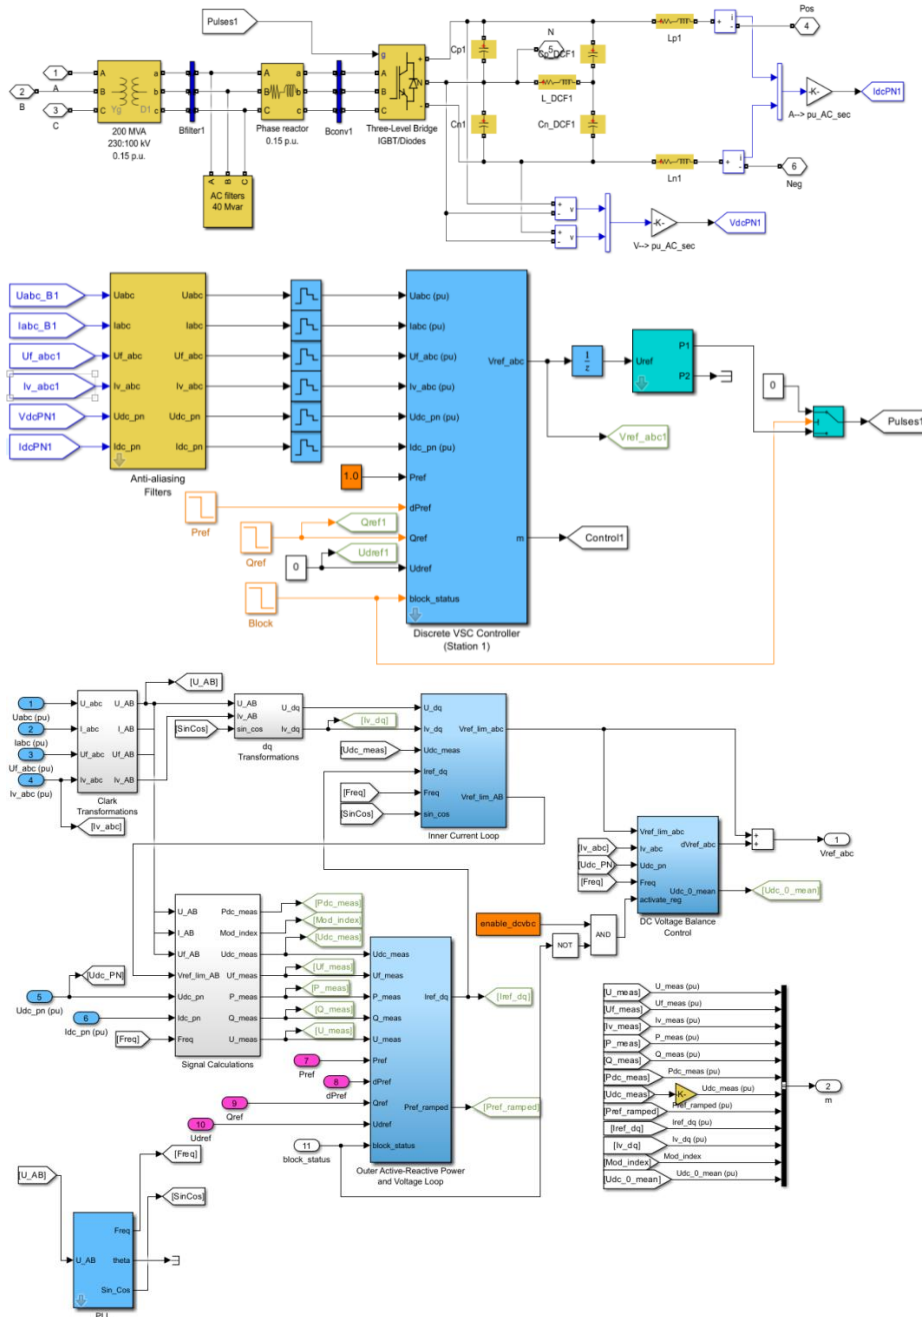 Pulses1
Pos
4
N
5
Cp1
Lp1
g
+
N
-
A
B
C
1
A
2
B
3
C
A
B
C
a
b
c
Yg
D1
200 MVA
230:100 kV
0.15 p.u.
Bfilter1
A
B
C
a
b
c
Phase reactor
0.15 p.u.
Bconv1
Three-Level Bridge
IGBT/Diodes
A
B
C
AC filters
40 Mvar
Cn1
L_DCF1
Cn_DCF1
Ln1
i
+
-
i
+
-
-K-
A--> pu_AC_sec
IdcPN1
6
Neg
+
-
v
+
-
v
-K-
V--> pu_AC_sec
VdcPN1
Uabc_B1
Iabc_B1
Uf_abc1
Iv_abc1
VdcPN1
IdcPN1
Uabc
Iabc
Uf_abc
Iv_abc
Udc_pn
Idc_pn
Uabc
Iabc
Uf_abc
Iv_abc
Udc_pn
Idc_pn
Anti-aliasing
Filters
Uabc (pu)
Iabc (pu)
Uf_abc (pu)
Iv_abc (pu)
Udc_pn (pu)
Idc_pn (pu)
Pref
dPref
Qref
Udref
block_status
Vref_abc
m
1.0
Pref
Qref
Qref1
Udref1
0
Block
Discrete VSC Controller
(Station 1)
1
z
Uref
P1
P2
0
Pulses1
Vref_abc1
Control1
1
Uabc (pu)
2
Iabc (pu)
3
Uf_abc (pu)
4
Iv_abc (pu)
U_abc
I_abc
Uf_abc
Iv_abc
U_AB
I_AB
Uf_AB
Iv_AB
Clark
Transformations
[Iv_abc]
[U_AB]
[SinCos]
U_AB
Iv_AB
sin_cos
U_dq
Iv_dq
dq
Transformations
[Iv_dq]
[Udc_meas]
[Freq]
[SinCos]
U_dq
Iv_dq
Udc_meas
Iref_dq
Freq
sin_cos
Vref_lim_abc
Vref_lim_AB
Inner Current Loop
[Iv_abc]
[Udc_PN]
[Freq]
Vref_lim_abc
Iv_abc
Udc_pn
Freq
activate_reg
dVref_abc
Udc_0_mean
DC Voltage Balance
Control
+
+
1
Vref_abc
[Udc_0_mean]
enable_dcvbc
NOT
AND
[Udc_PN]
5
Udc_pn (pu)
6
Idc_pn (pu)
[Freq]
U_AB
I_AB
Uf_AB
Vref_lim_AB
Udc_pn
Idc_pn
Freq
Pdc_meas
Mod_index
Udc_meas
Uf_meas
P_meas
Q_meas
U_meas
Signal Calculations
[Pdc_meas]
[Mod_index]
[Udc_meas]
[Uf_meas]
[P_meas]
[Q_meas]
[U_meas]
7
Pref
8
dPref
9
Qref
10
Udref
11
block_status
Udc_meas
Uf_meas
P_meas
Q_meas
U_meas
Pref
dPref
Qref
Udref
block_status
Iref_dq
Pref_ramped
Outer Active-Reactive Power
and Voltage Loop
[Iref_dq]
[Pref_ramped]
[U_meas]
U_meas (pu)
[Uf_meas]
Uf_meas (pu)
[Iv_meas]
Iv_meas (pu)
[P_meas]
P_meas (pu)
[Q_meas]
Q_meas (pu)
[Pdc_meas]
Pdc_meas (pu)
[Udc_meas]
-K-
Udc_meas (pu)
[Pref_ramped]
Pref_ramped (pu)
[Iref_dq]
Iref_dq (pu)
[Iv_dq]
Iv_dq (pu)
[Mod_index]
Mod_index
[Udc_0_mean]
Udc_0_mean (pu)
2
m
[U_AB]
[Freq]
[SinCos]
U_AB
Freq
theta
Sin_Cos